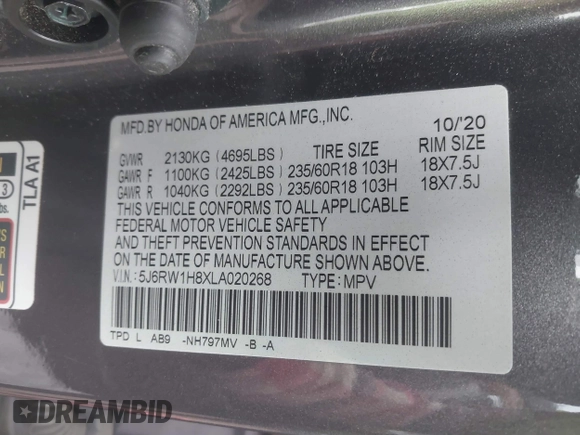 MFD.BY HONDA OF AMERICA MFG.,INC. 10/'20
GVWR 2130KG (4695LBS) TIRE SIZE RIM SIZE
GAWR F 1100KG (2425LBS) 235/60R18 103H 18X7.5J
GAWR R 1040KG (2292LBS) 235/60R18 103H 18X7.5J
THIS VEHICLE CONFORMS TO ALL APPLICABLE
FEDERAL MOTOR VEHICLE SAFETY
AND THEFT PREVENTION STANDARDS IN EFFECT
ON THE DATE OF MANUFACTURE SHOWN ABOVE.
V.I.N.: 5J6RW1H8XLA020268 TYPE: MPV
TPD L AB9 -NH797MV -B -A
TLA A1
3
lbs.
DREAMBID